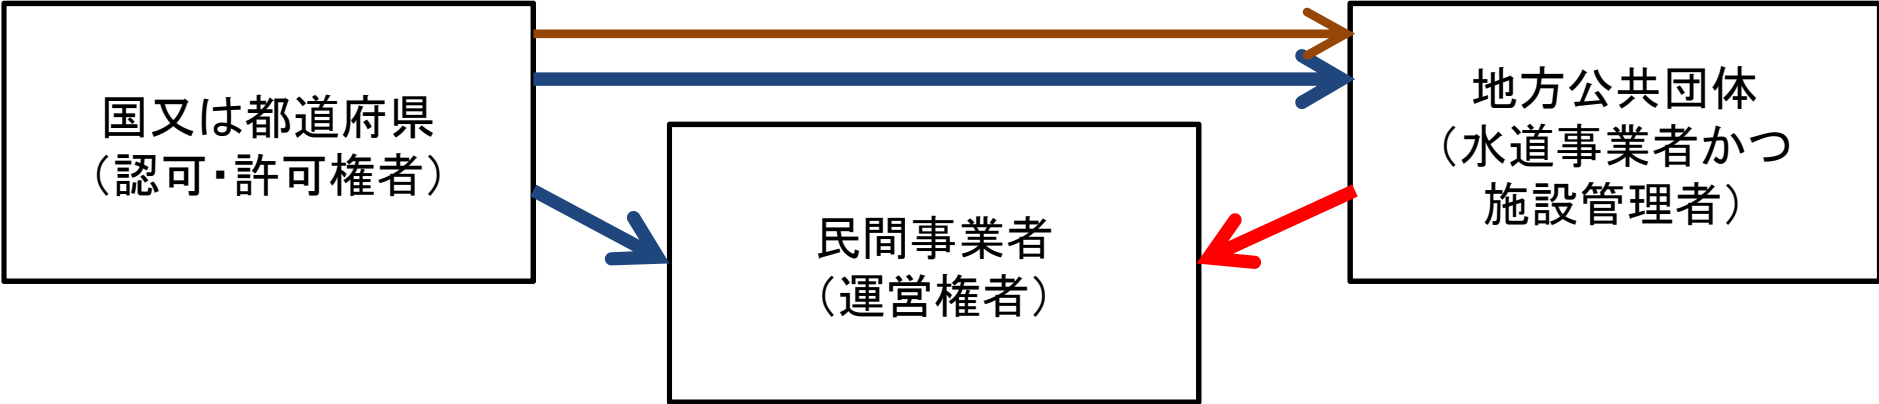 国又は都道府県
（認可・許可権者）
地方公共団体
（水道事業者かつ
施設管理者）
民間事業者
（運営権者）